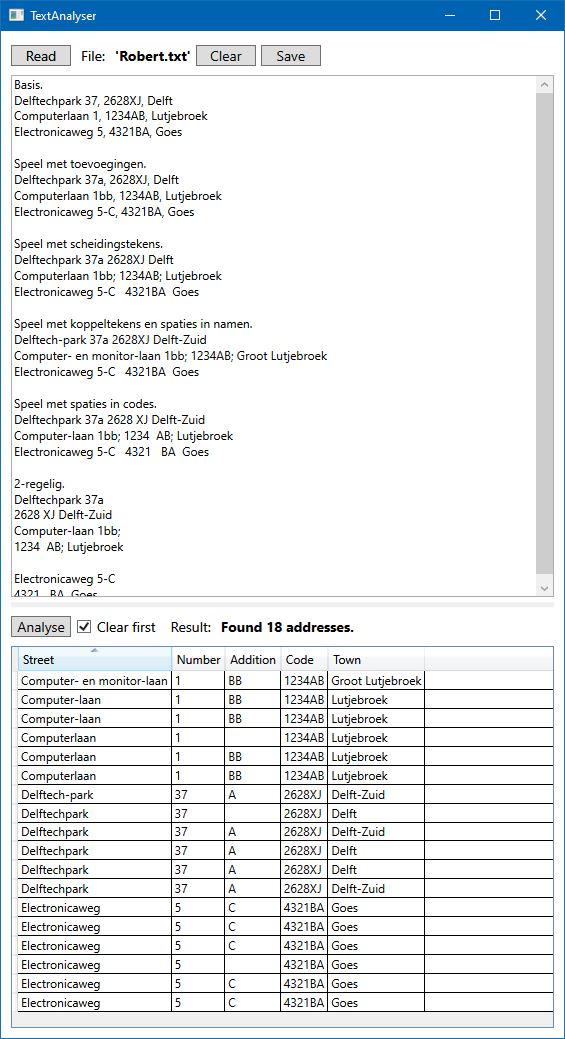 TextAnalyser
Read File: 'Robert.txt' Clear Save
Basis.
Delftechpark 37, 2628XJ, Delft
Computerlaan 1, 1234AB, Lutjebroek
Electronicaweg 5, 4321BA, Goes
Speel met toevoegingen.
Delftechpark 37a, 2628XJ, Delft
Computerlaan 1bb, 1234AB, Lutjebroek
Electronicaweg 5-C, 4321BA, Goes
Speel met scheidingstekens.
Delftechpark 37a 2628XJ Delft
Computerlaan 1bb; 1234AB; Lutjebroek
Electronicaweg 5-C   4321BA  Goes
Speel met koppeltekens en spaties in namen.
Delftech-park 37a 2628XJ Delft-Zuid
Computer- en monitor-laan 1bb; 1234AB; Groot Lutjebroek
Electronicaweg 5-C   4321BA  Goes
Speel met spaties in codes.
Delftechpark 37a 2628 XJ Delft-Zuid
Computer-laan 1bb; 1234  AB; Lutjebroek
Electronicaweg 5-C   4321   BA  Goes
2-regelig.
Delftechpark 37a
2628 XJ Delft-Zuid
Computer-laan 1bb;
1234  AB; Lutjebroek
Electronicaweg 5-C
4321   BA  Goes
Analyse Clear first Result: Found 18 addresses.
Street Number Addition Code Town
Computer- en monitor-laan 1 BB 1234AB Groot Lutjebroek
Computer-laan 1 BB 1234AB Lutjebroek
Computer-laan 1 BB 1234AB Lutjebroek
Computerlaan 1 1234AB Lutjebroek
Computerlaan 1 BB 1234AB Lutjebroek
Computerlaan 1 BB 1234AB Lutjebroek
Delftech-park 37 A 2628XJ Delft-Zuid
Delftechpark 37 2628XJ Delft
Delftechpark 37 A 2628XJ Delft-Zuid
Delftechpark 37 A 2628XJ Delft
Delftechpark 37 A 2628XJ Delft
Delftechpark 37 A 2628XJ Delft-Zuid
Electronicaweg 5 C 4321BA Goes
Electronicaweg 5 C 4321BA Goes
Electronicaweg 5 C 4321BA Goes
Electronicaweg 5 4321BA Goes
Electronicaweg 5 C 4321BA Goes
Electronicaweg 5 C 4321BA Goes